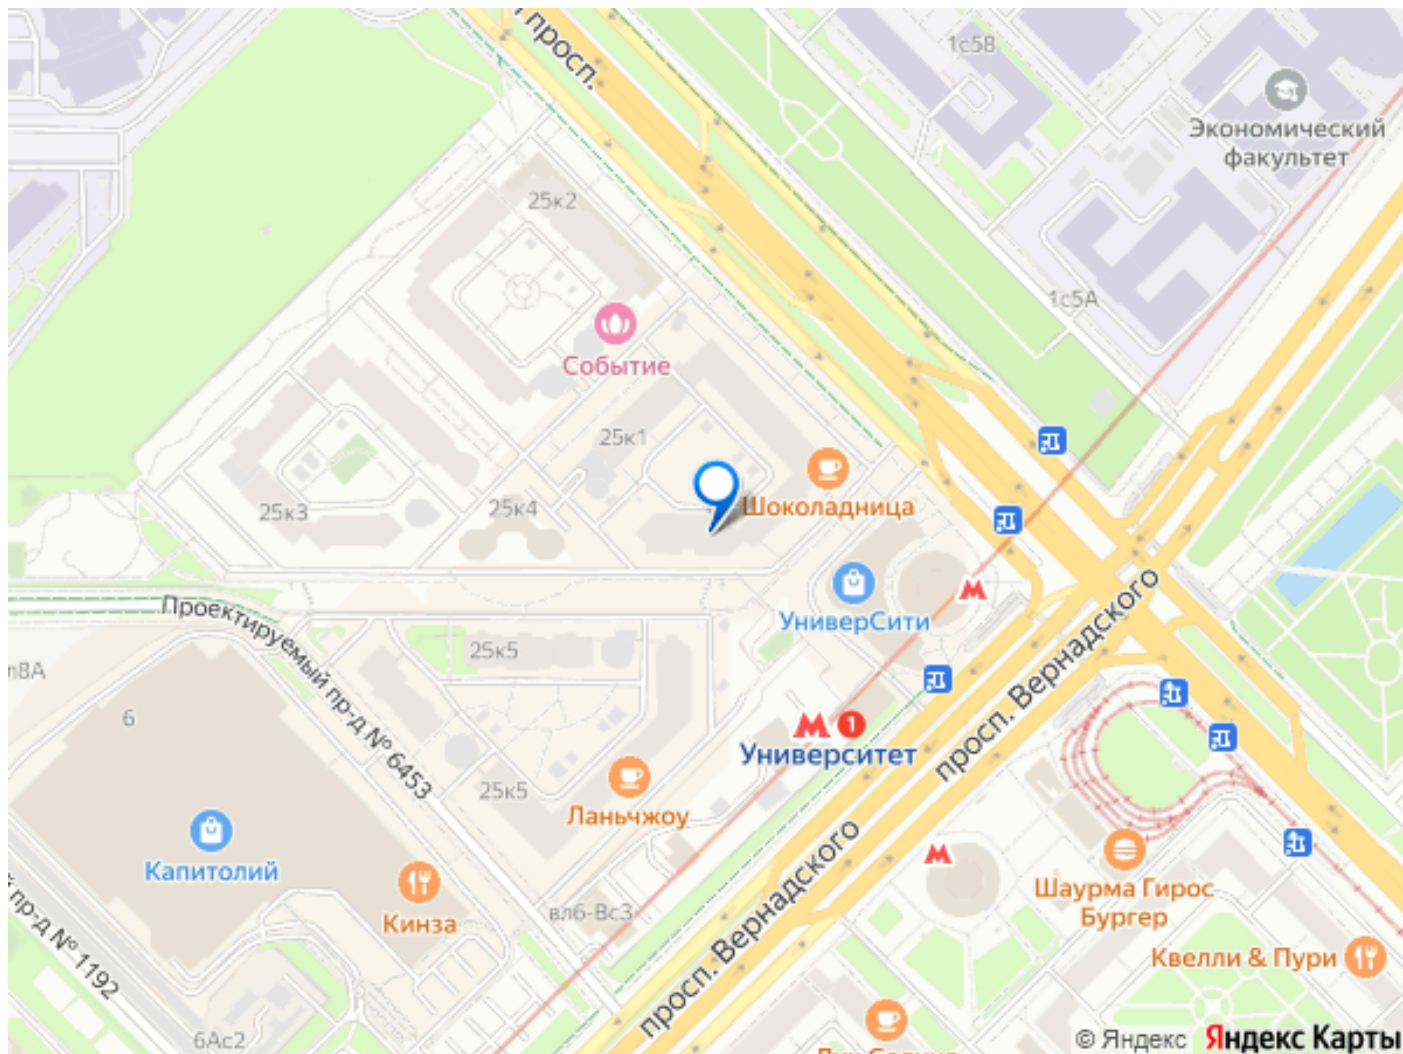 й просп.
1с58
Экономический
факультет
25к2
1с5А
Событие
25к1
Шоколадница
25к3
25к4
УниверСити
Проектируемый пр-д № 6453
25к5
л8А
6
просп. Вернадского
1
Университет
25к5
Ланьчжоу
Капитолий
Кинза
вл6-Вс3
просп. Вернадского
Шаурма Гирос
Бургер
Квелли & Пури
й пр-д № 1192
6Ас2
© Яндекс Яндекс Карты